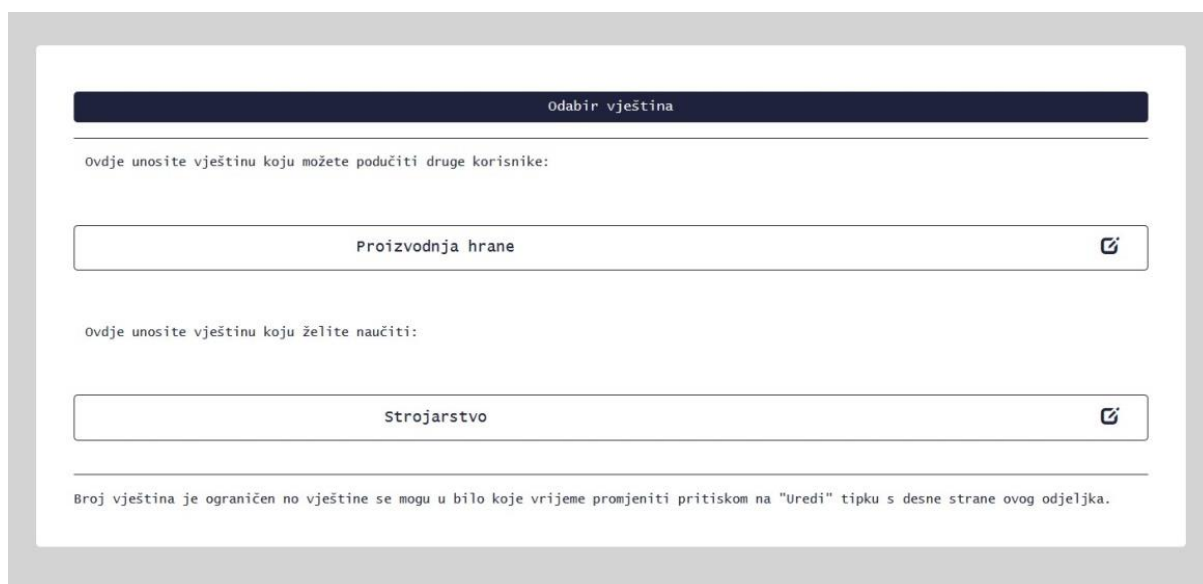 Odabir vještina
Ovdje unosite vještinu koju možete podučiti druge korisnike:
Proizvodnja hrane
Ovdje unosite vještinu koju želite naučiti:
Strojarstvo
Broj vještina je ograničen no vještine se mogu u bilo koje vrijeme promjeniti pritiskom na "Uredi" tipku s desne strane ovog odjeljka.